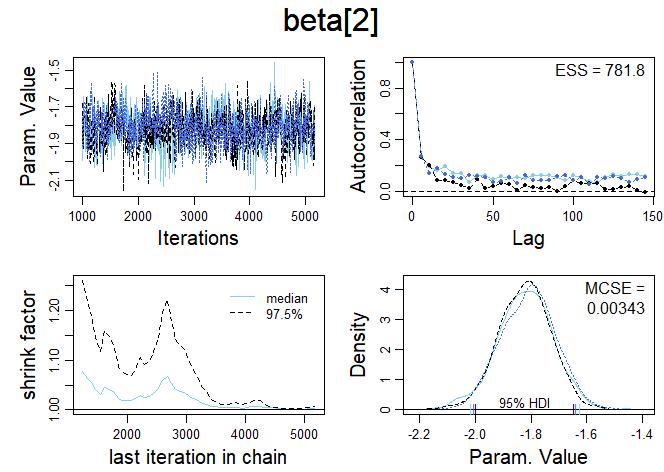 beta[2]
Param. Value
-1.5
-1.7
-1.9
-2.1
1000 2000 3000 4000 5000
Iterations
Autocorrelation
0.8
0.4
0.0
ESS = 781.8
0 50 100 150
Lag
shrink factor
1.20
1.10
1.00
median
97.5%
2000 3000 4000 5000
last iteration in chain
Density
4
3
2
1
0
MCSE =
0.00343
95% HDI
-2.2 -2.0 -1.8 -1.6 -1.4
Param. Value